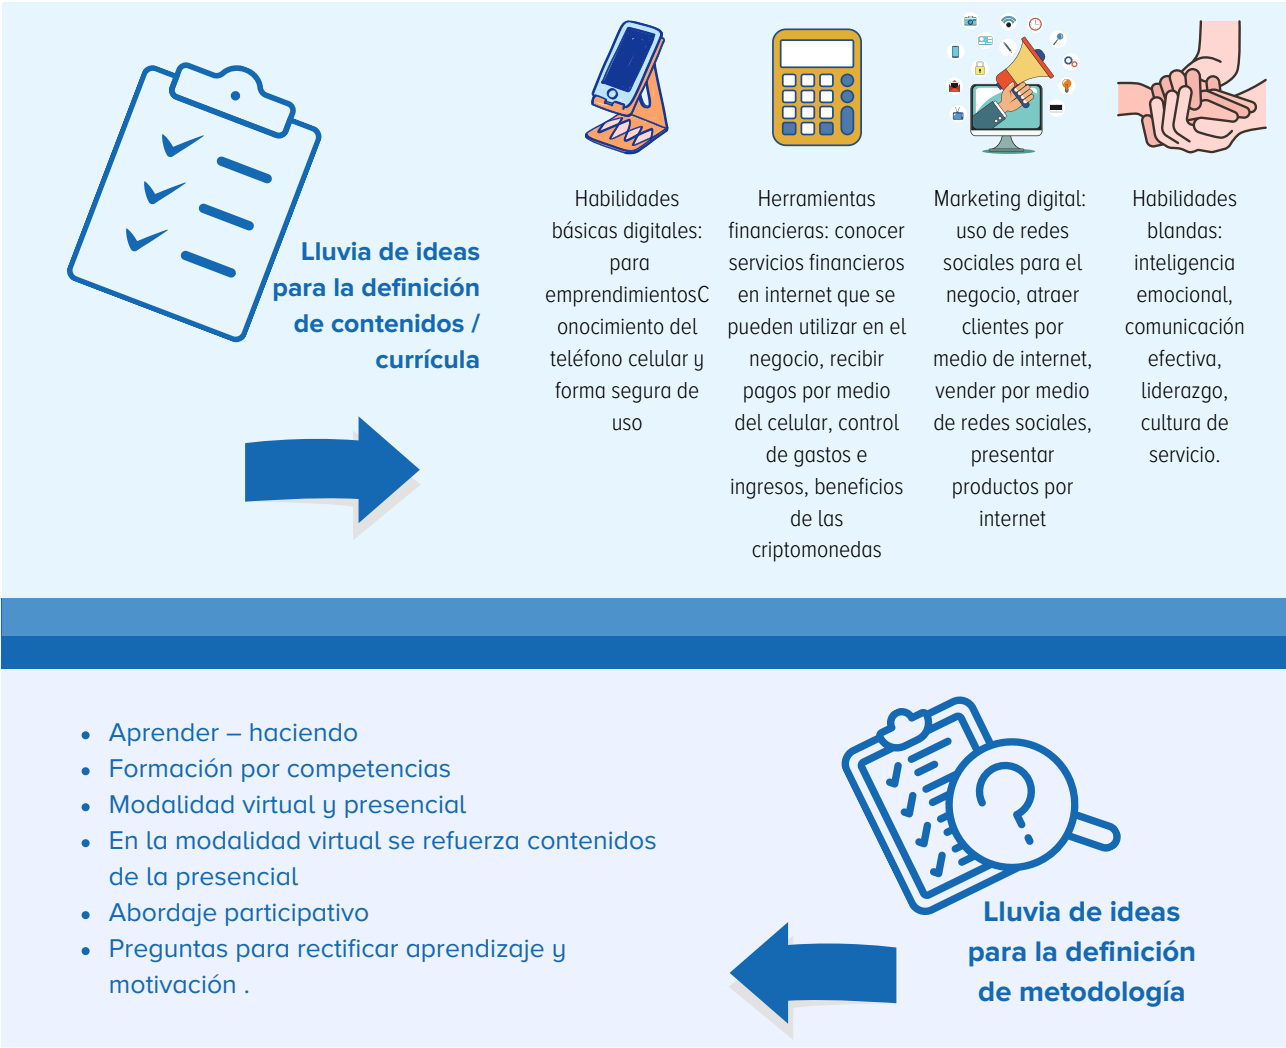 Lluvia de ideas
para la definición
de contenidos /
currícula
Habilidades
básicas digitales:
para
emprendimientosC
onocimiento del
teléfono celular y
forma segura de
uso
Herramientas
financieras: conocer
servicios financieros
en internet que se
pueden utilizar en el
negocio, recibir
pagos por medio
del celular, control
de gastos e
ingresos, beneficios
de las
criptomonedas
Marketing digital:
uso de redes
sociales para el
negocio, atraer
clientes por
medio de internet,
vender por medio
de redes sociales,
presentar
productos por
internet
Habilidades
blandas:
inteligencia
emocional,
comunicación
efectiva,
liderazgo,
cultura de
servicio.
• Aprender – haciendo
• Formación por competencias
• Modalidad virtual y presencial
• En la modalidad virtual se refuerza contenidos
de la presencial
• Abordaje participativo
• Preguntas para rectificar aprendizaje y
motivación .
Lluvia de ideas
para la definición
de metodología